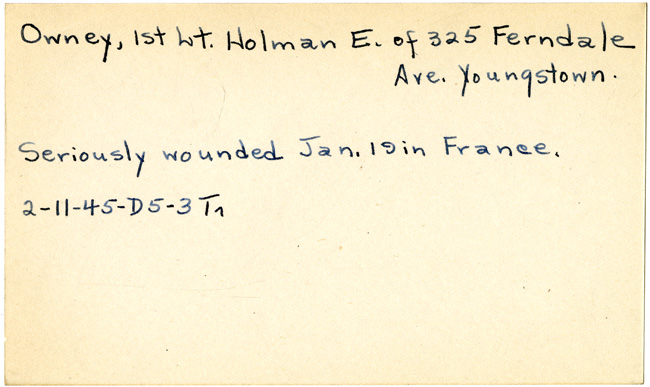 Owney, 1st Lt. Holman E. of 325 Ferndale
Ave. Youngstown.
Seriously wounded Jan. 19 in France.
2-11-45-D5-3 Tr